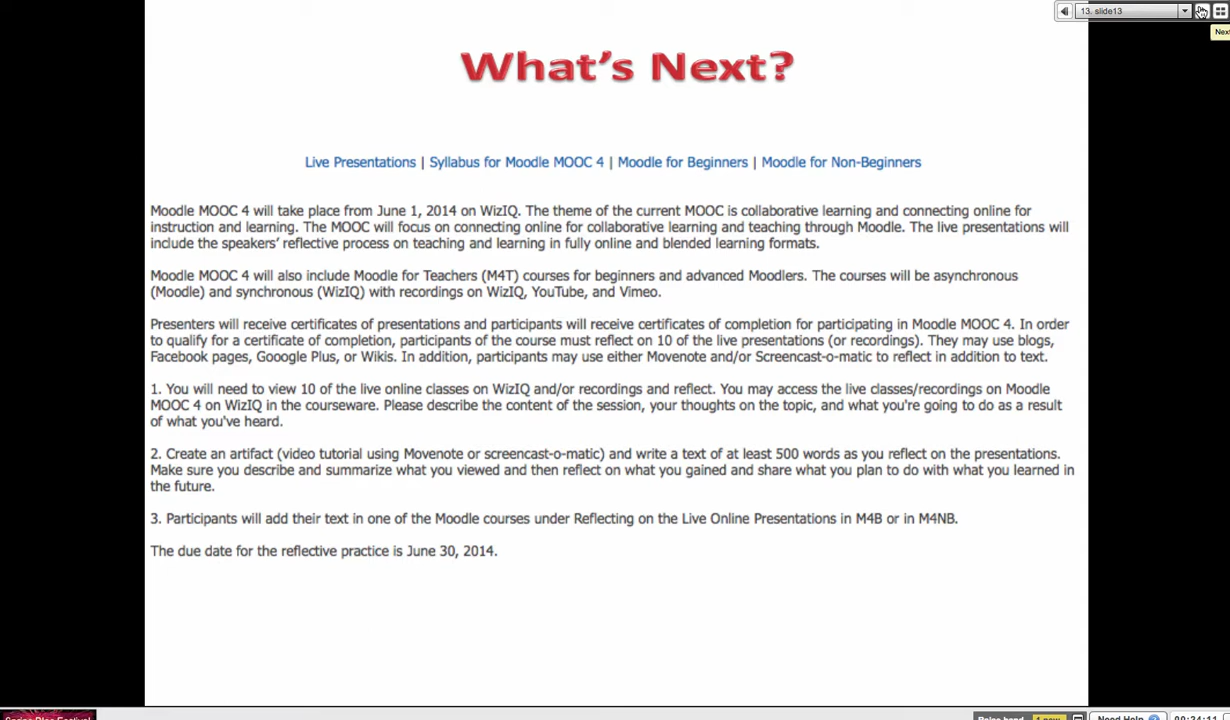 13. slide13
Next
What's Next?
Live Presentations | Syllabus for Moodle MOOC 4 | Moodle for Beginners | Moodle for Non-Beginners
Moodle MOOC 4 will take place from June 1, 2014 on WizIQ. The theme of the current MOOC is collaborative learning and connecting online for
instruction and learning. The MOOC will focus on connecting online for collaborative learning and teaching through Moodle. The live presentations will
include the speakers' reflective process on teaching and learning in fully online and blended learning formats.
Moodle MOOC 4 will also include Moodle for Teachers (M4T) courses for beginners and advanced Moodlers. The courses will be asynchronous
(Moodle) and synchronous (WizIQ) with recordings on WizIQ, YouTube, and Vimeo.
Presenters will receive certificates of presentations and participants will receive certificates of completion for participating in Moodle MOOC 4. In order
to qualify for a certificate of completion, participants of the course must reflect on 10 of the live presentations (or recordings). They may use blogs,
Facebook pages, Gooogle Plus, or Wikis. In addition, participants may use either Movenote and/or Screencast-o-matic to reflect in addition to text.
1. You will need to view 10 of the live online classes on WizIQ and/or recordings and reflect. You may access the live classes/recordings on Moodle
MOOC 4 on WizIQ in the courseware. Please describe the content of the session, your thoughts on the topic, and what you're going to do as a result
of what you've heard.
2. Create an artifact (video tutorial using Movenote or screencast-o-matic) and write a text of at least 500 words as you reflect on the presentations.
Make sure you describe and summarize what you viewed and then reflect on what you gained and share what you plan to do with what you learned in
the future.
3. Participants will add their text in one of the Moodle courses under Reflecting on the Live Online Presentations in M4B or in M4NB.
The due date for the reflective practice is June 30, 2014.
Need Help